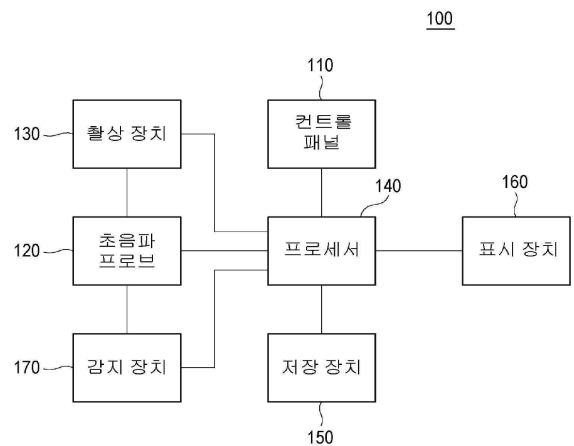 100
110
컨트롤
패널
130
촬상 장치
140
160
120
초음파
프로브
프로세서
표시 장치
170
감지 장치
저장 장치
150